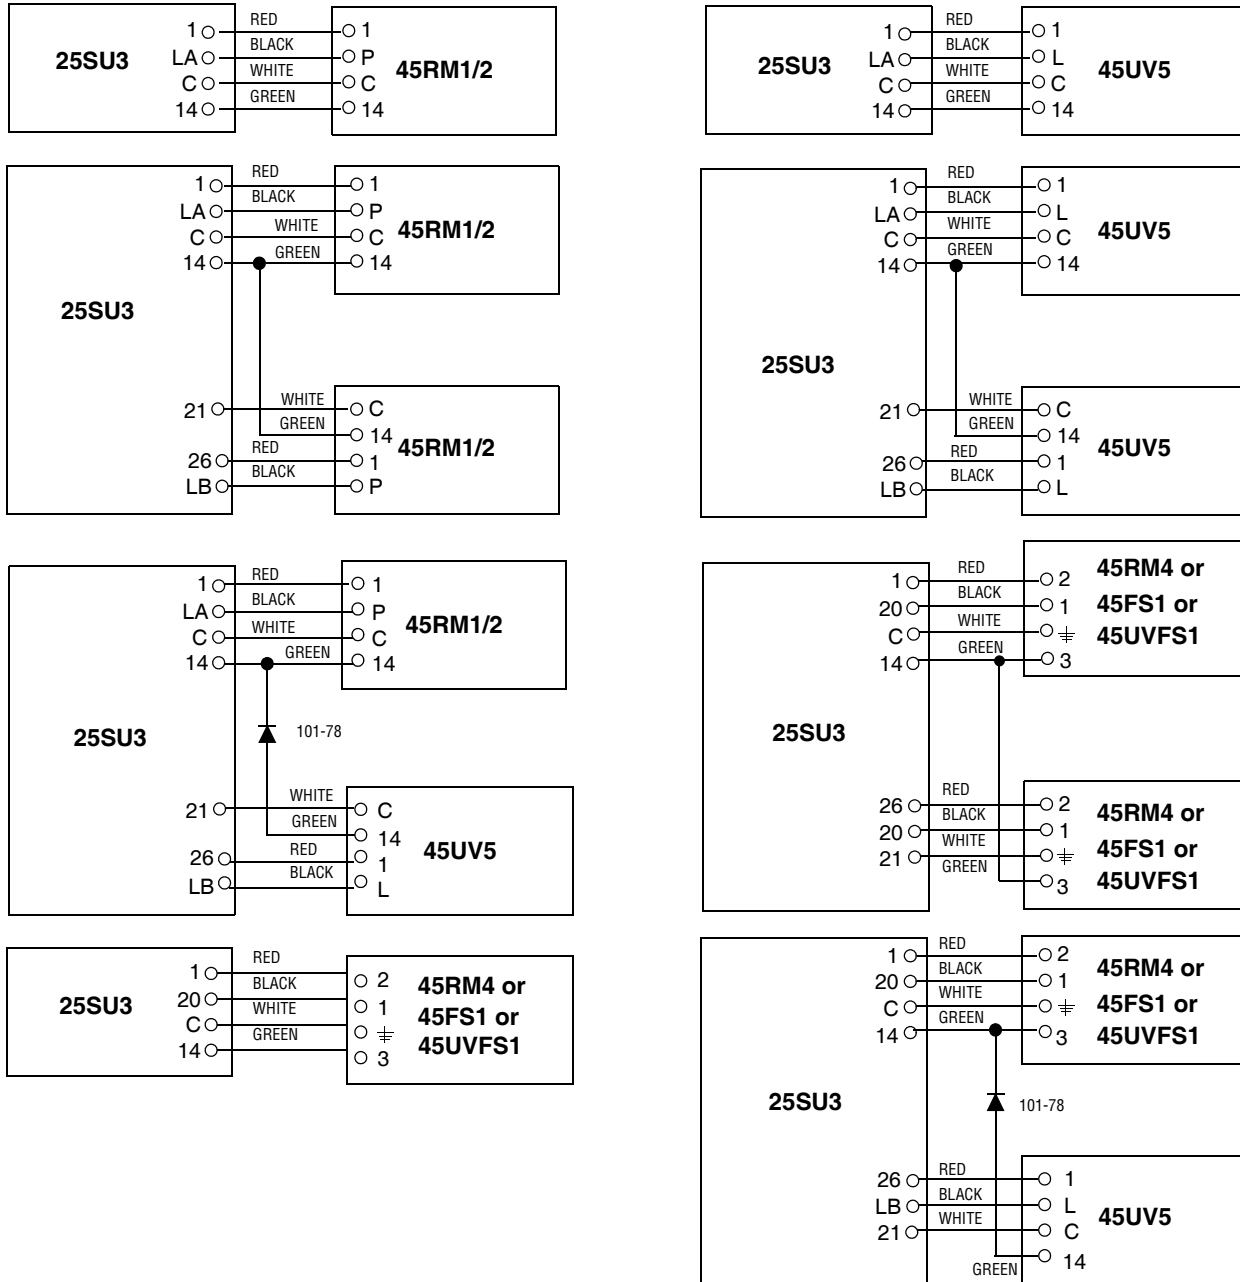 1 RED 1
LA BLACK P
C WHITE C
14 GREEN 14
25SU3 45RM1/2
1 RED 1
LA BLACK P
C WHITE C
14 GREEN 14
45RM1/2
25SU3
21 WHITE C
GREEN 14
26 RED 1
LB BLACK P
45RM1/2
1 RED 1
LA BLACK P
C WHITE C
14 GREEN 14
45RM1/2
101-78
25SU3
21 WHITE C
GREEN 14
26 RED 1
LB BLACK L
45UV5
1 RED 2
20 BLACK 1
C WHITE ⏚
14 GREEN 3
25SU3
45RM4 or
45FS1 or
45UVFS1
1 RED 1
LA BLACK L
C WHITE C
14 GREEN 14
25SU3 45UV5
1 RED 1
LA BLACK L
C WHITE C
14 GREEN 14
45UV5
25SU3
21 WHITE C
GREEN 14
26 RED 1
LB BLACK L
45UV5
1 RED 2
20 BLACK 1
C WHITE ⏚
14 GREEN 3
45RM4 or
45FS1 or
45UVFS1
25SU3
26 RED 2
20 BLACK 1
21 WHITE ⏚
GREEN 3
45RM4 or
45FS1 or
45UVFS1
1 RED 2
20 BLACK 1
C WHITE ⏚
14 GREEN 3
45RM4 or
45FS1 or
45UVFS1
25SU3
101-78
26 RED 1
LB BLACK L
21 WHITE C
GREEN 14
45UV5